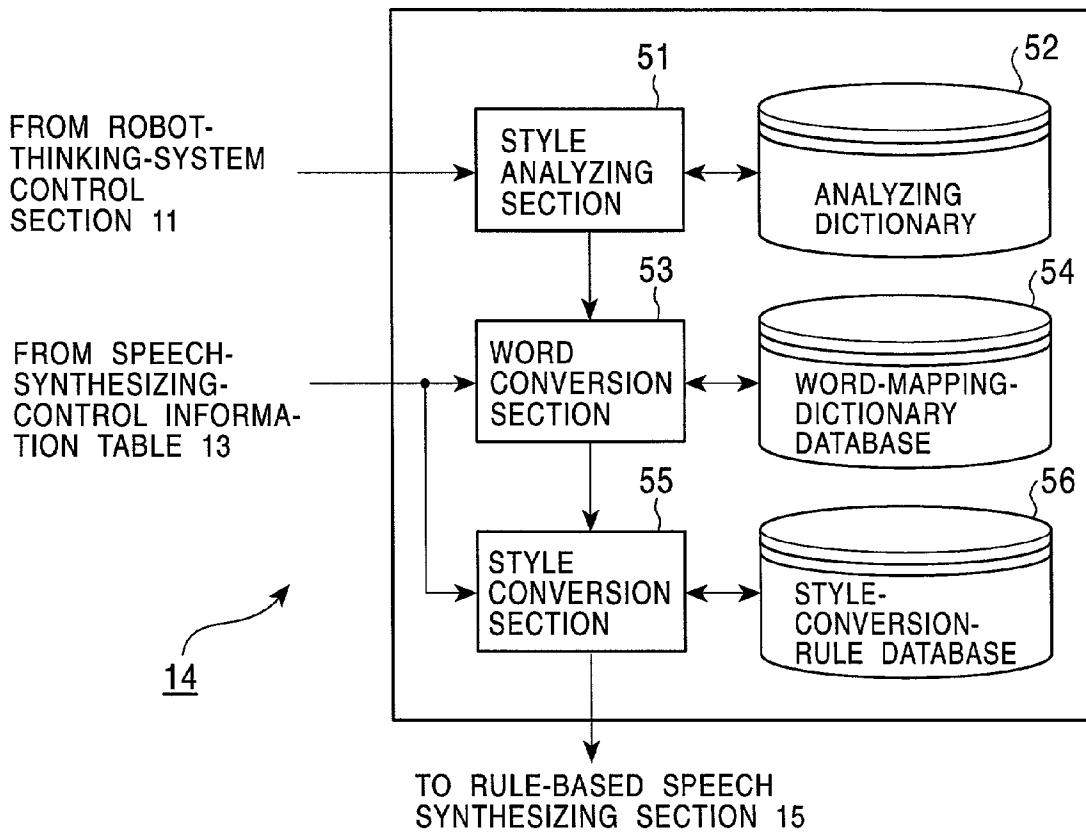 51
52
FROM ROBOT-
THINKING-SYSTEM
CONTROL
SECTION 11
STYLE
ANALYZING
SECTION
ANALYZING
DICTIONARY
53
54
FROM SPEECH-
SYNTHESIZING-
CONTROL INFORMA-
TION TABLE 13
WORD
CONVERSION
SECTION
WORD-MAPPING-
DICTIONARY
DATABASE
55
56
STYLE
CONVERSION
SECTION
STYLE-
CONVERSION-
RULE DATABASE
14
TO RULE-BASED SPEECH
SYNTHESIZING SECTION 15